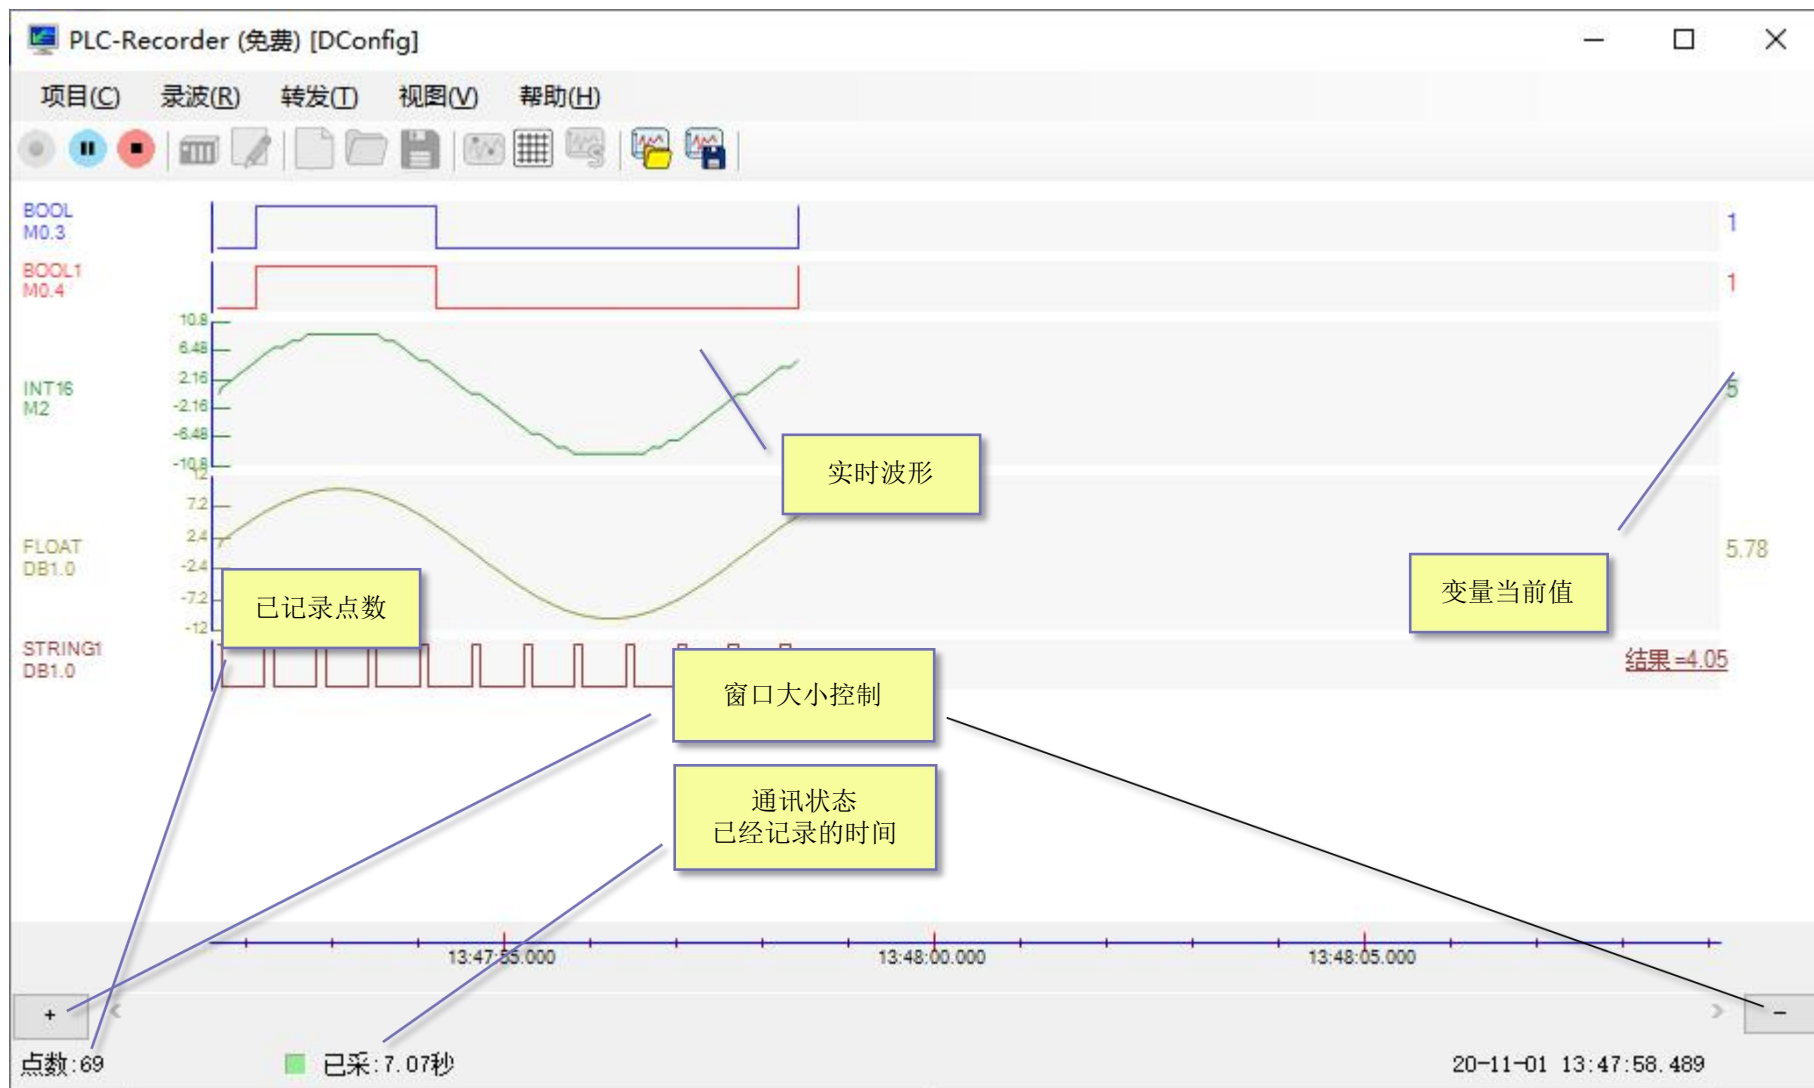 PLC-Recorder (免费) [DConfig]
项目(C) 录波(R) 转发(T) 视图(V) 帮助(H)
BOOL
M0.3
1
BOOL1
M0.4
1
10.8
6.48
2.16
-2.16
-6.48
-10.8
INT16
M2
5
实时波形
12
7.2
2.4
-2.4
-7.2
-12
FLOAT
DB1.0
5.78
已记录点数
变量当前值
STRING1
DB1.0
结果=4.05
窗口大小控制
通讯状态
已经记录的时间
13:47:55.000 13:48:00.000 13:48:05.000
+ < > -
点数:69 已采:7.07秒 20-11-01 13:47:58.489